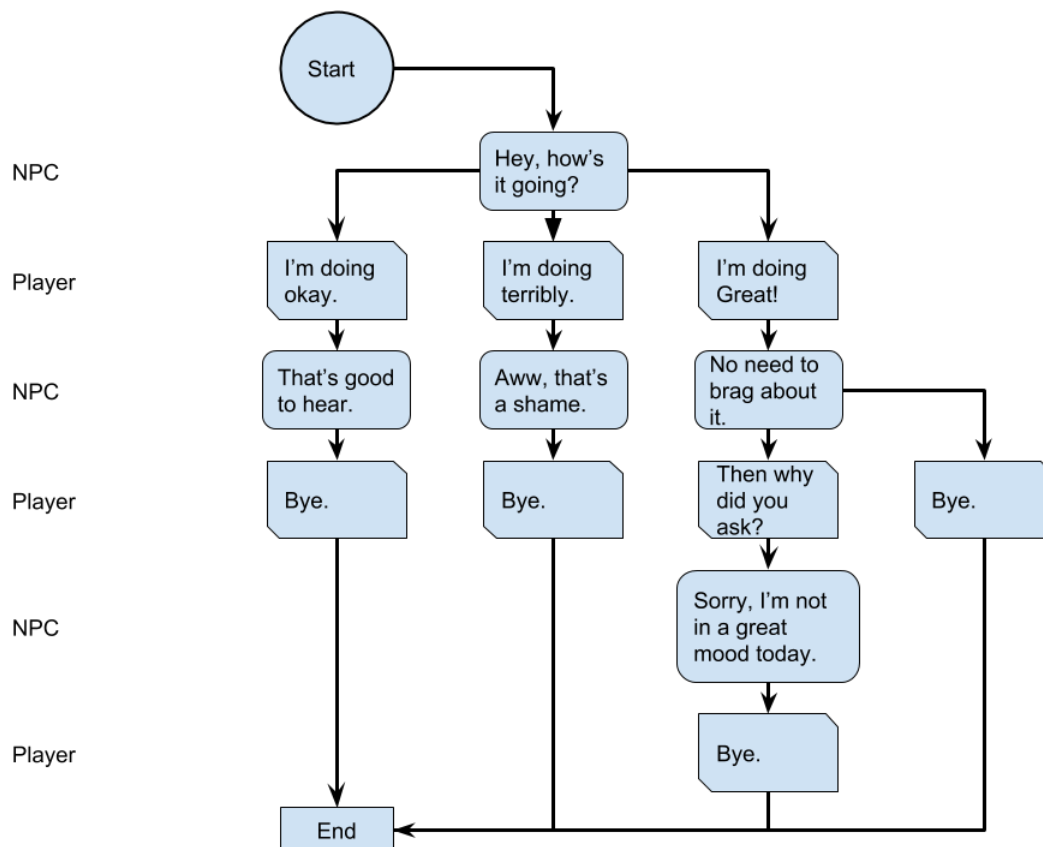 Start
NPC
Hey, how's
it going?
Player
I'm doing
okay.
I'm doing
terribly.
I'm doing
Great!
NPC
That's good
to hear.
Aww, that's
a shame.
No need to
brag about
it.
Player
Bye.
Bye.
Then why
did you
ask?
Bye.
NPC
Sorry, I'm not
in a great
mood today.
Player
Bye.
End